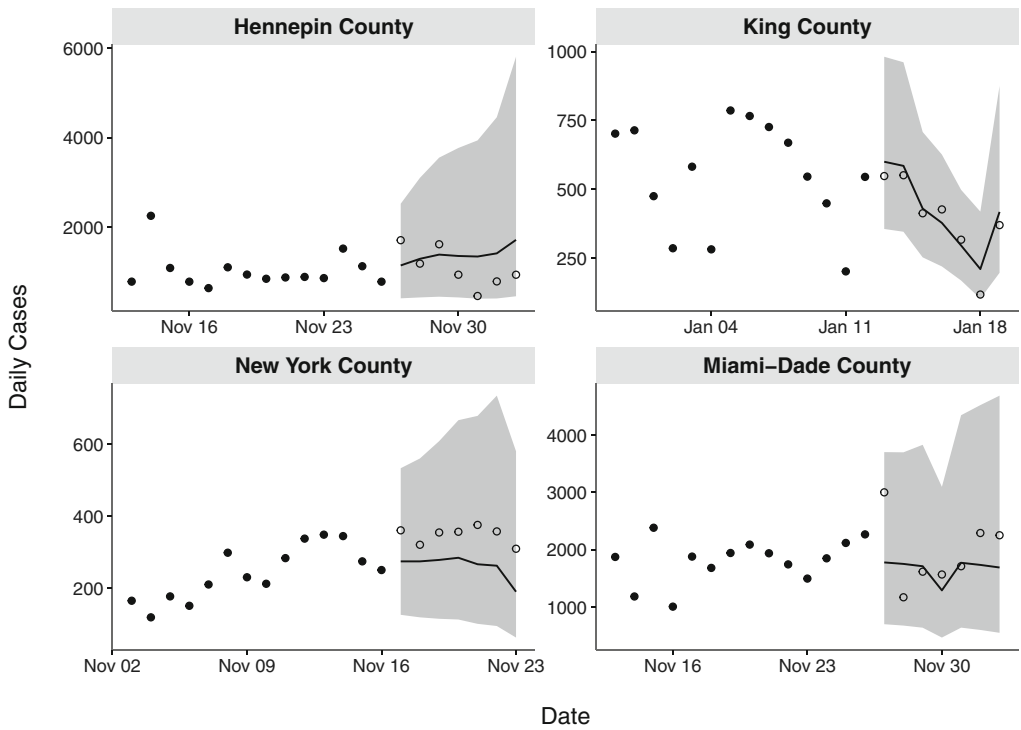 Hennepin County
King County
6000
4000
2000
1000
750
500
250
Nov 16
Nov 23
Nov 30
Jan 04
Jan 11
Jan 18
New York County
Miami−Dade County
600
400
200
4000
3000
2000
1000
Nov 02
Nov 09
Nov 16
Nov 23
Nov 16
Nov 23
Nov 30
Daily Cases
Date